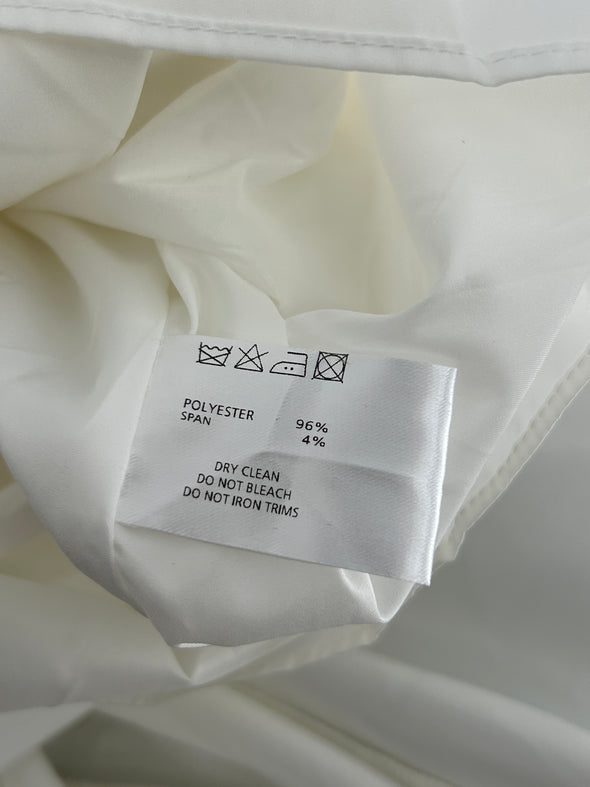 POLYESTER 96%
SPAN 4%
DRY CLEAN
DO NOT BLEACH
DO NOT IRON TRIMS